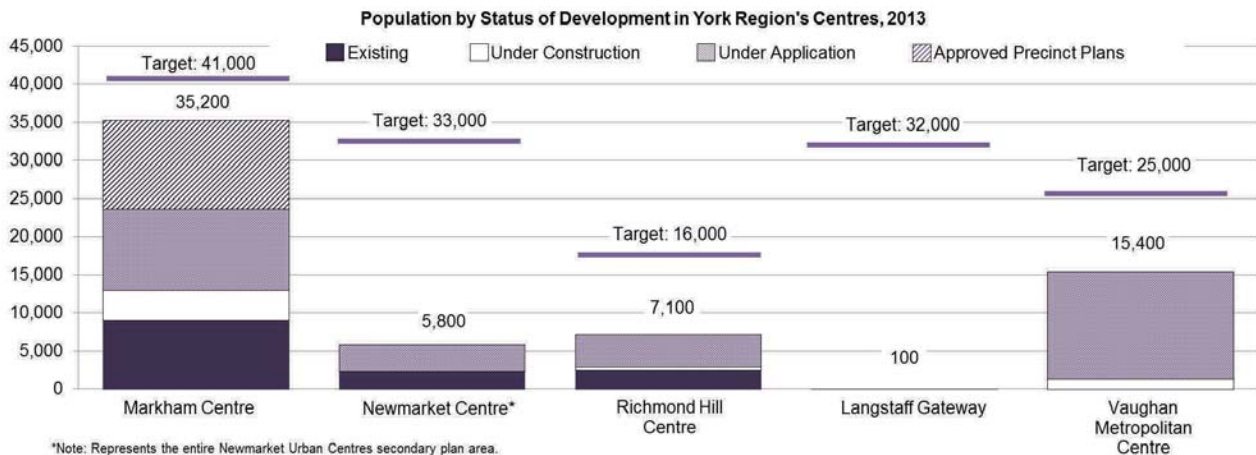 Population by Status of Development in York Region's Centres, 2013
45,000
40,000
35,000
30,000
25,000
20,000
15,000
10,000
5,000
0
Existing
Under Construction
Under Application
Approved Precinct Plans
Target: 41,000
35,200
Target: 33,000
5,800
Target: 16,000
7,100
Target: 32,000
100
Target: 25,000
15,400
Markham Centre
Newmarket Centre*
Richmond Hill
Centre
Langstaff Gateway
Vaughan
Metropolitan
Centre
*Note: Represents the entire Newmarket Urban Centres secondary plan area.